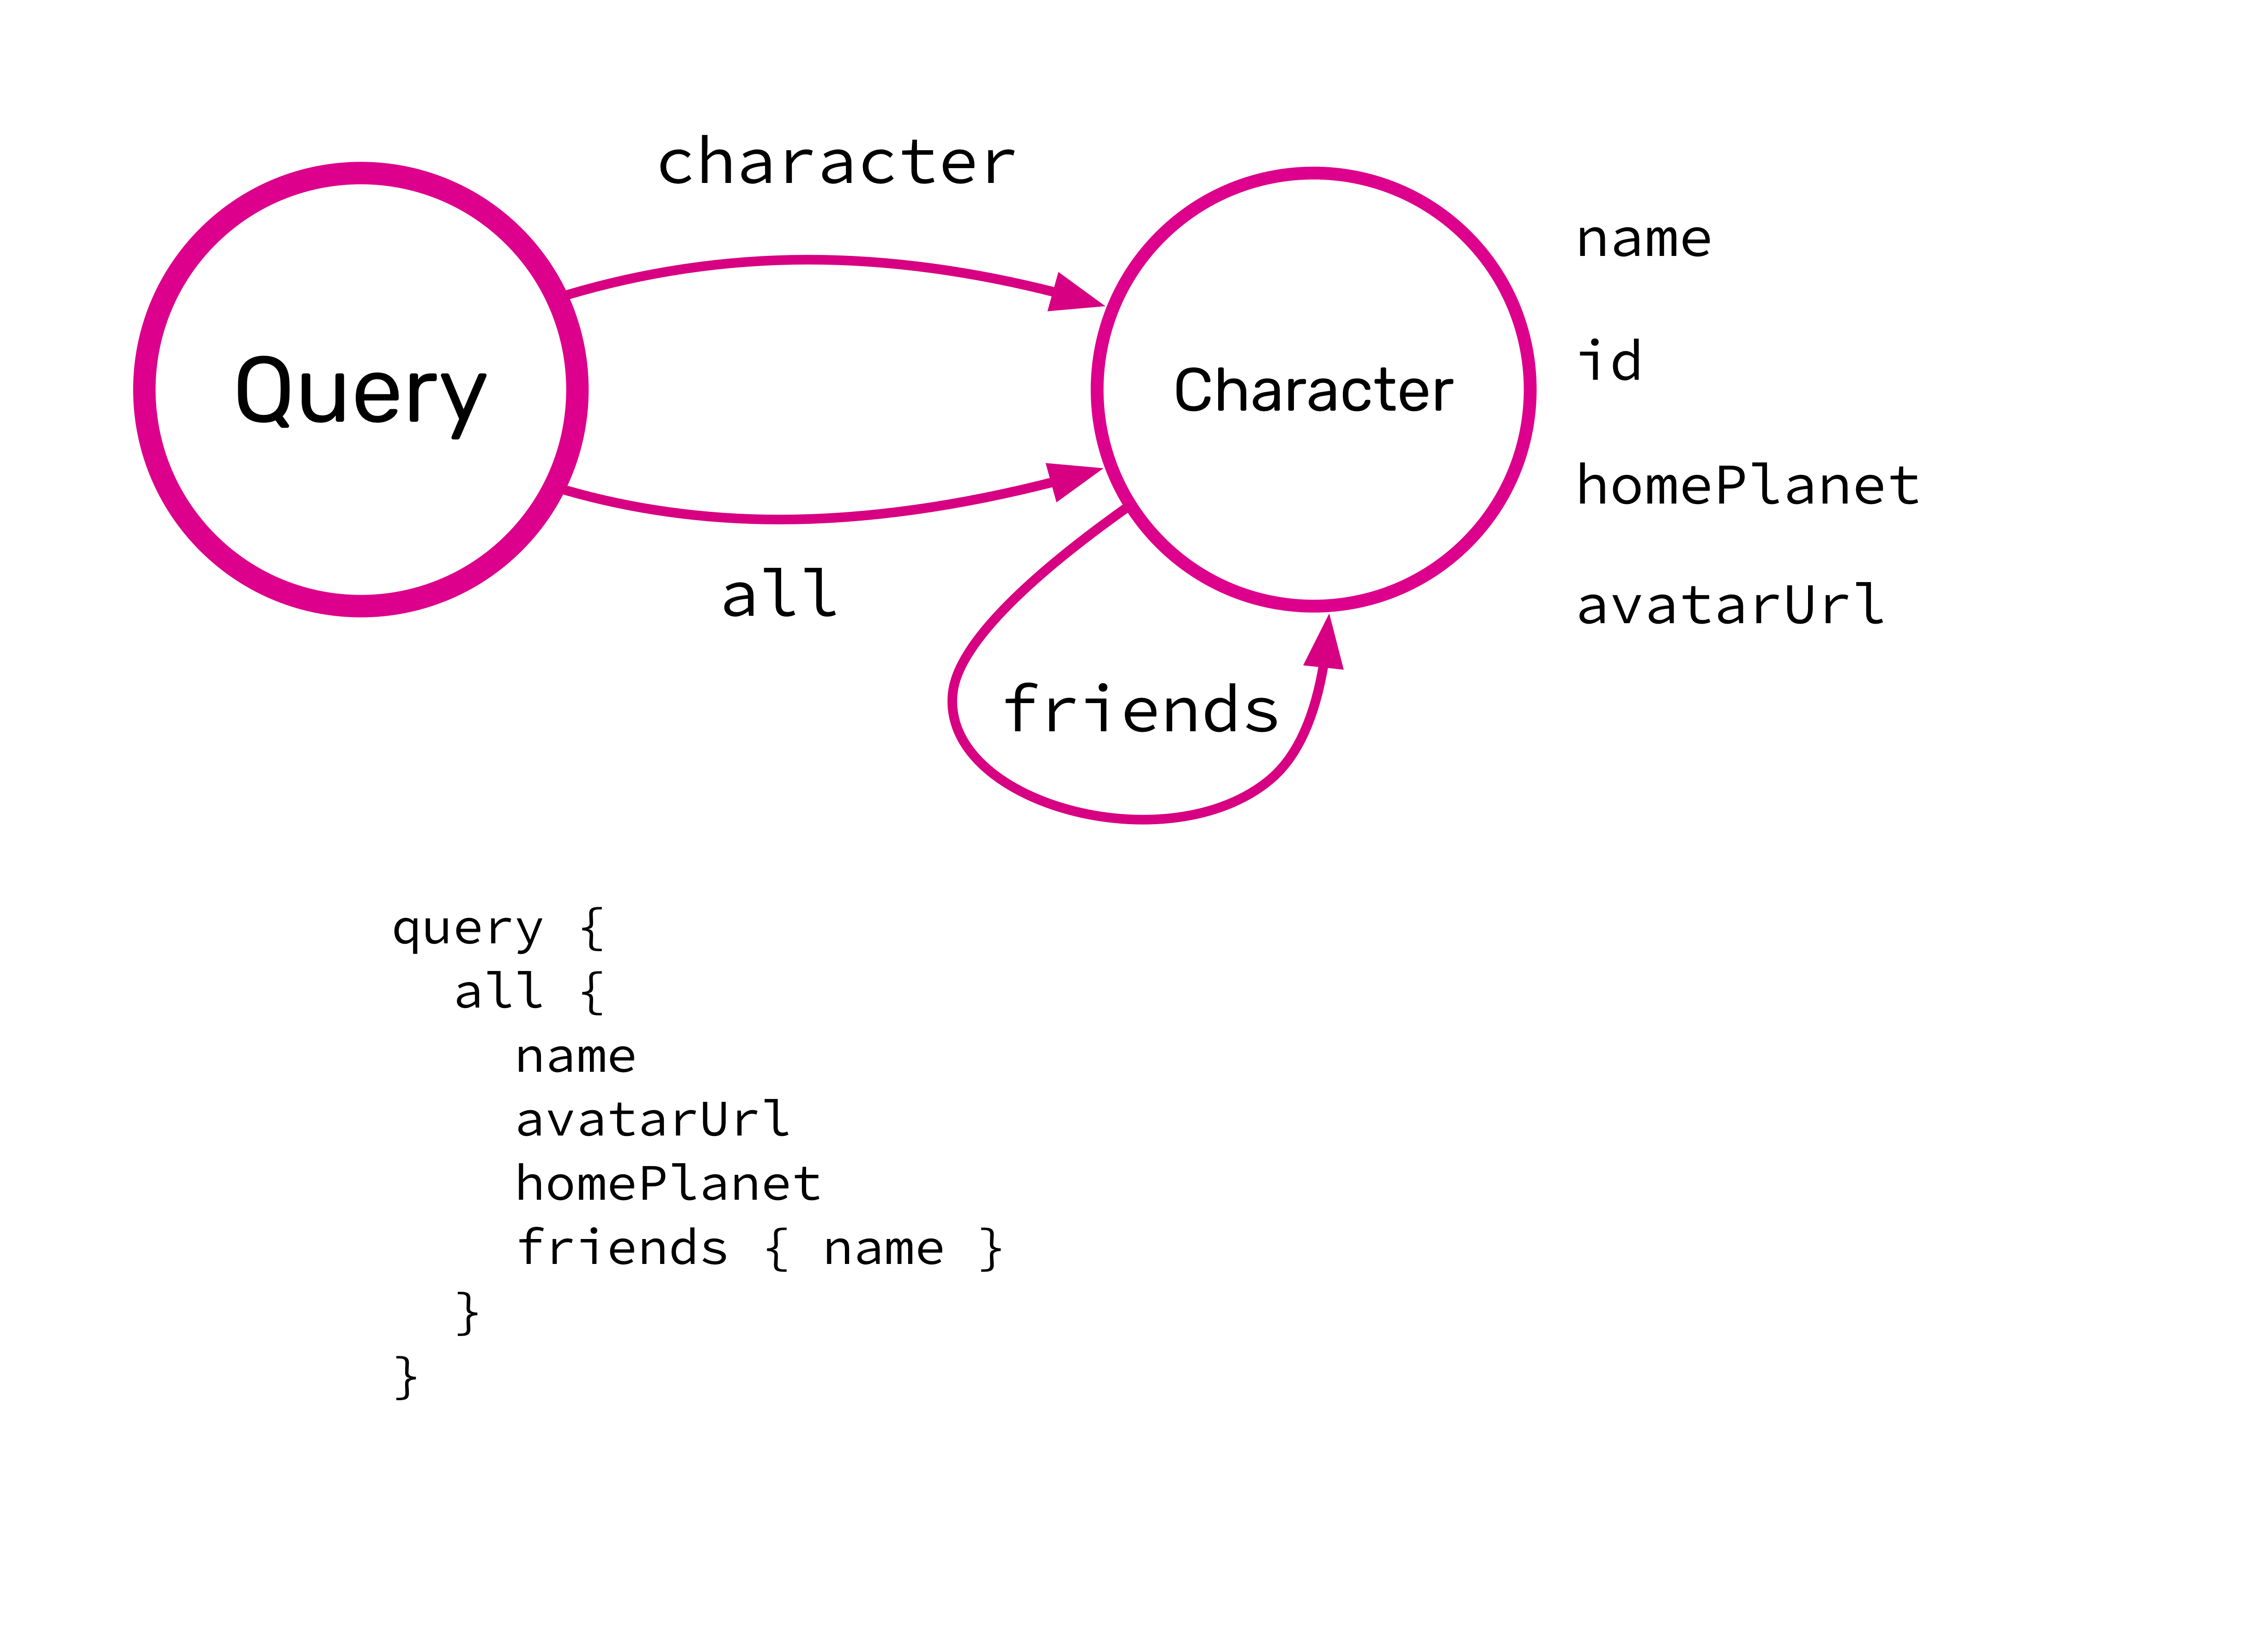 character
Query
Character
name
id
homePlanet
avatarUrl
all
friends
query {
   all {
      name
      avatarUrl
      homePlanet
      friends { name }
   }
}